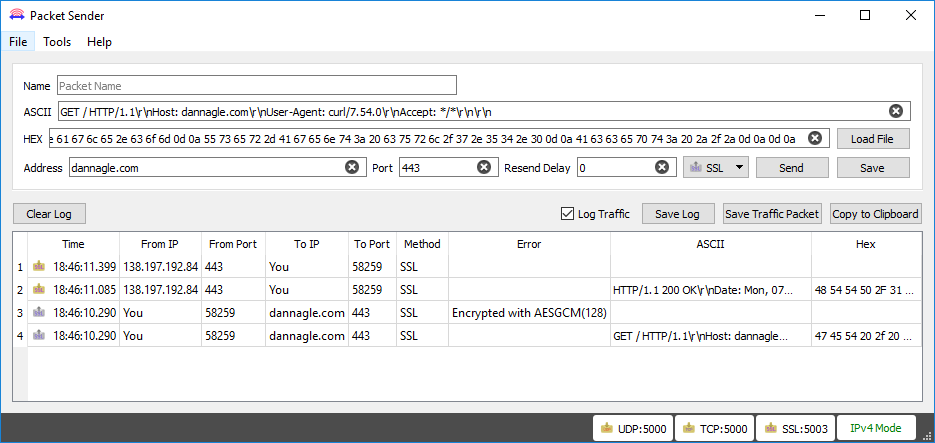 Packet Sender
File Tools Help
Name Packet Name
ASCII GET / HTTP/1.1\r\nHost: dannagle.com\r\nUser-Agent: curl/7.54.0\r\nAccept: */*\r\n\r\n
HEX e 61 67 6c 65 2e 63 6f 6d 0d 0a 55 73 65 72 2d 41 67 65 6e 74 3a 20 63 75 72 6c 2f 37 2e 35 34 2e 30 0d 0a 41 63 63 65 70 74 3a 20 2a 2f 2a 0d 0a 0d 0a Load File
Address dannagle.com Port 443 Resend Delay 0 SSL Send Save
Clear Log Log Traffic Save Log Save Traffic Packet Copy to Clipboard
Time From IP From Port To IP To Port Method Error ASCII Hex
1 18:46:11.399 138.197.192.84 443 You 58259 SSL
2 18:46:11.085 138.197.192.84 443 You 58259 SSL HTTP/1.1 200 OK\r\nDate: Mon, 07... 48 54 54 50 2F 31 ...
3 18:46:10.290 You 58259 dannagle.com 443 SSL Encrypted with AESGCM(128)
4 18:46:10.290 You 58259 dannagle.com 443 SSL GET / HTTP/1.1\r\nHost: dannagle... 47 45 54 20 2f 20 ...
UDP:5000 TCP:5000 SSL:5003 IPv4 Mode